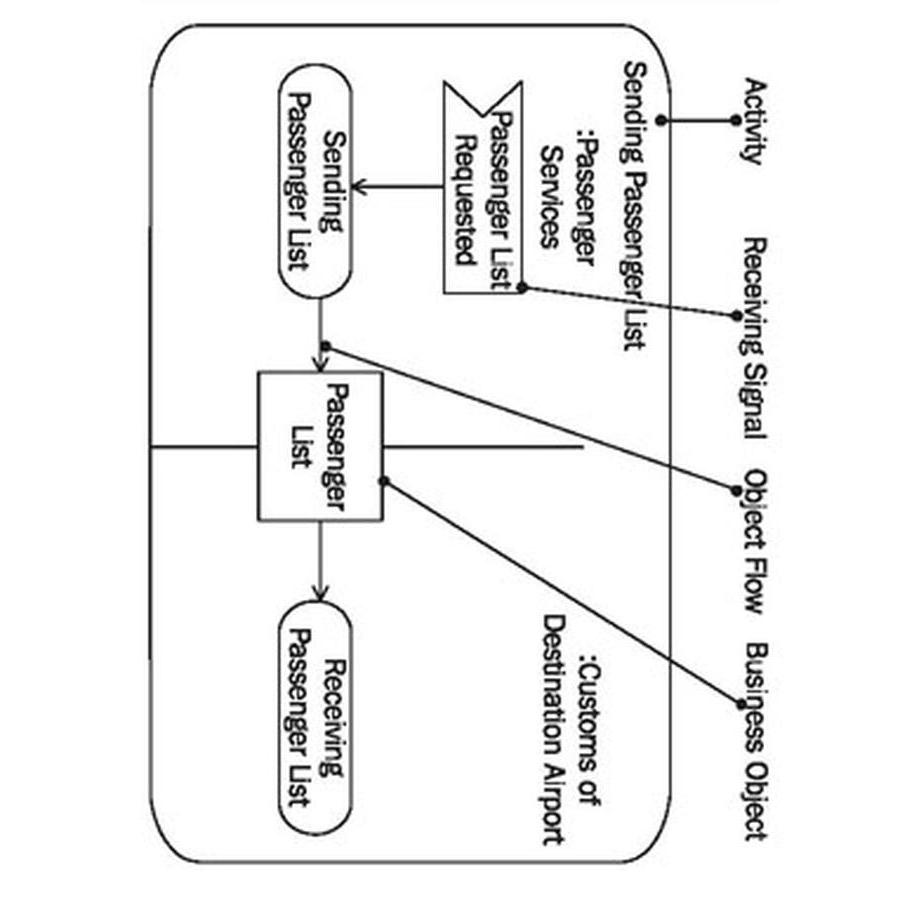 Activity
Receiving Signal
Object Flow
Business Object
Sending Passenger List
:Passenger
Services
:Customs of
Destination Airport
Passenger List
Requested
Sending
Passenger List
Passenger
List
Receiving
Passenger List